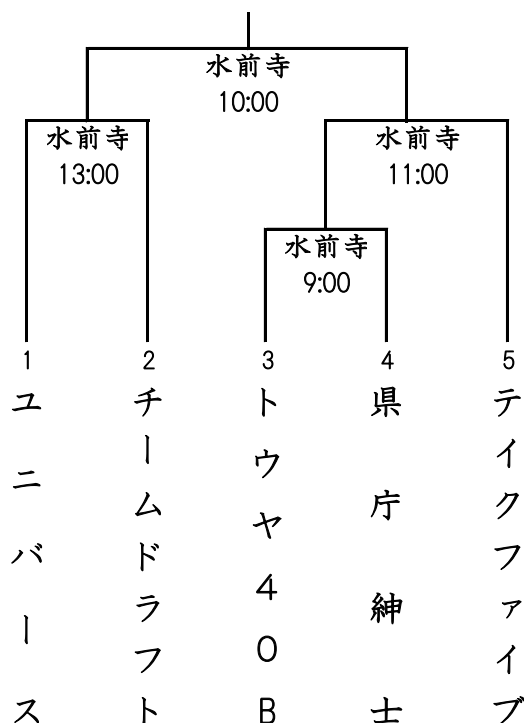 水前寺
10:00
水前寺
13:00
水前寺
11:00
水前寺
9:00
1
2
3
4
5
ユニバース
チームドラフト
トウヤ40B
県庁紳士
テイクファイブ